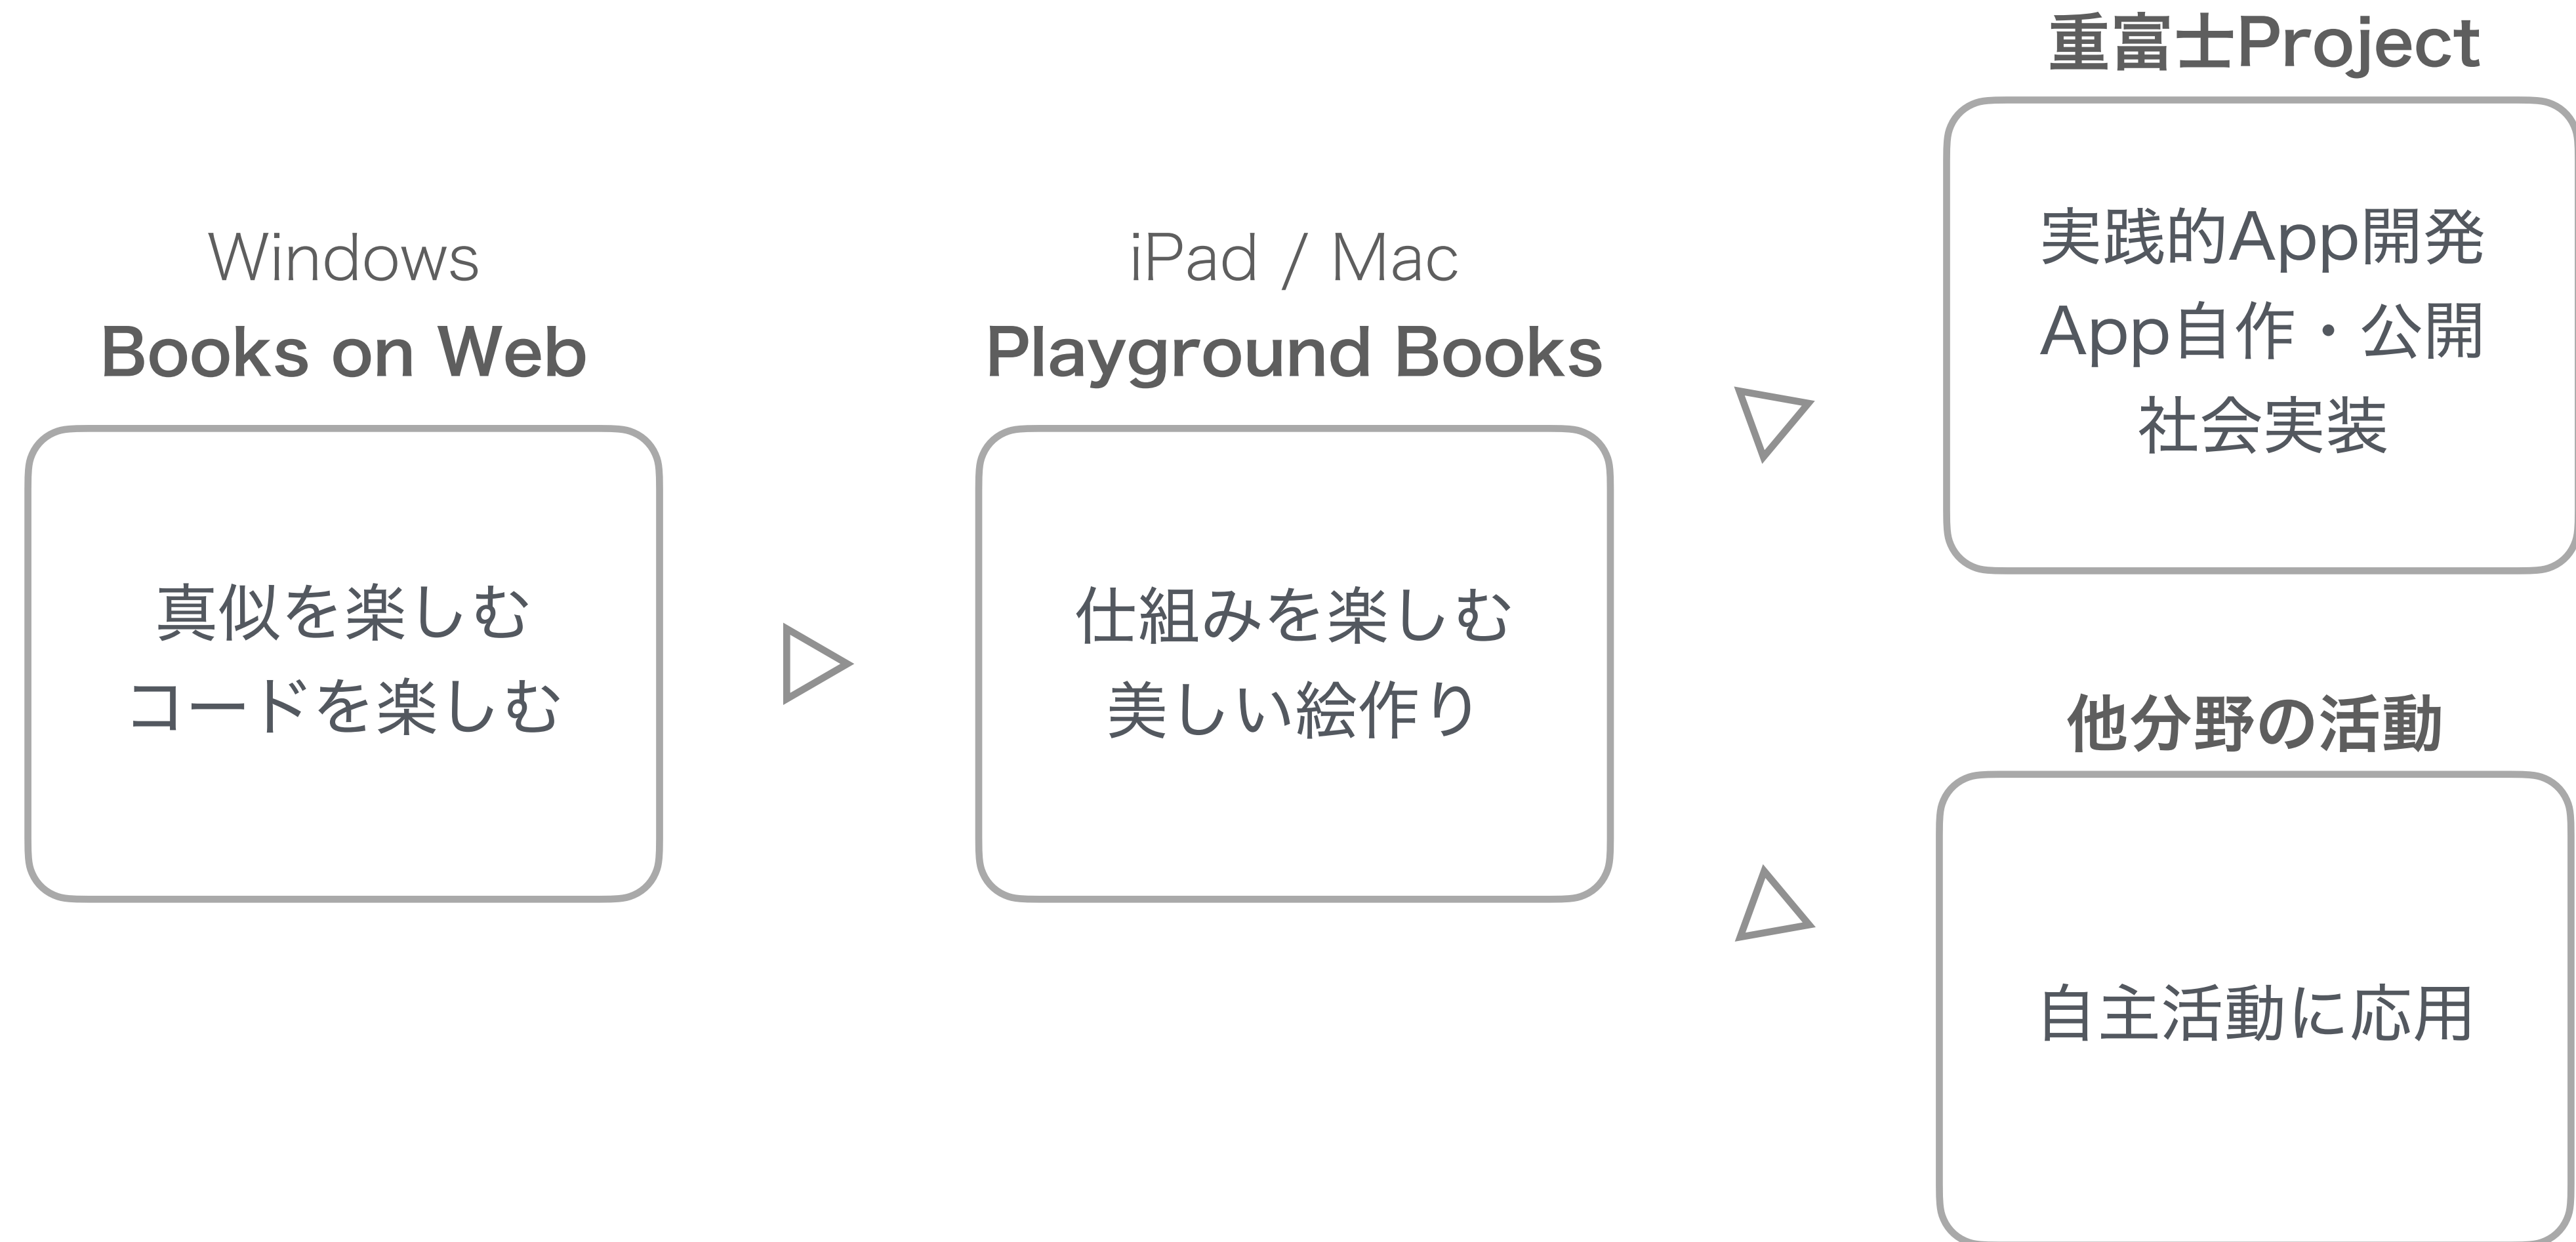 Windows
Books on Web
真似を楽しむ
コードを楽しむ
iPad / Mac
Playground Books
仕組みを楽しむ
美しい絵作り
重富士Project
実践的App開発
App自作・公開
社会実装
他分野の活動
自主活動に応用